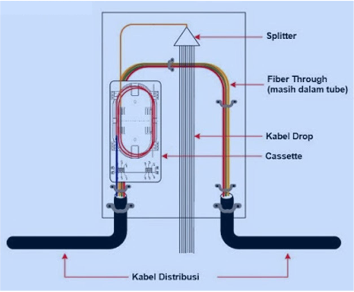 Splitter
Fiber Through
(masih dalam tube)
Kabel Drop
Cassette
Kabel Distribusi